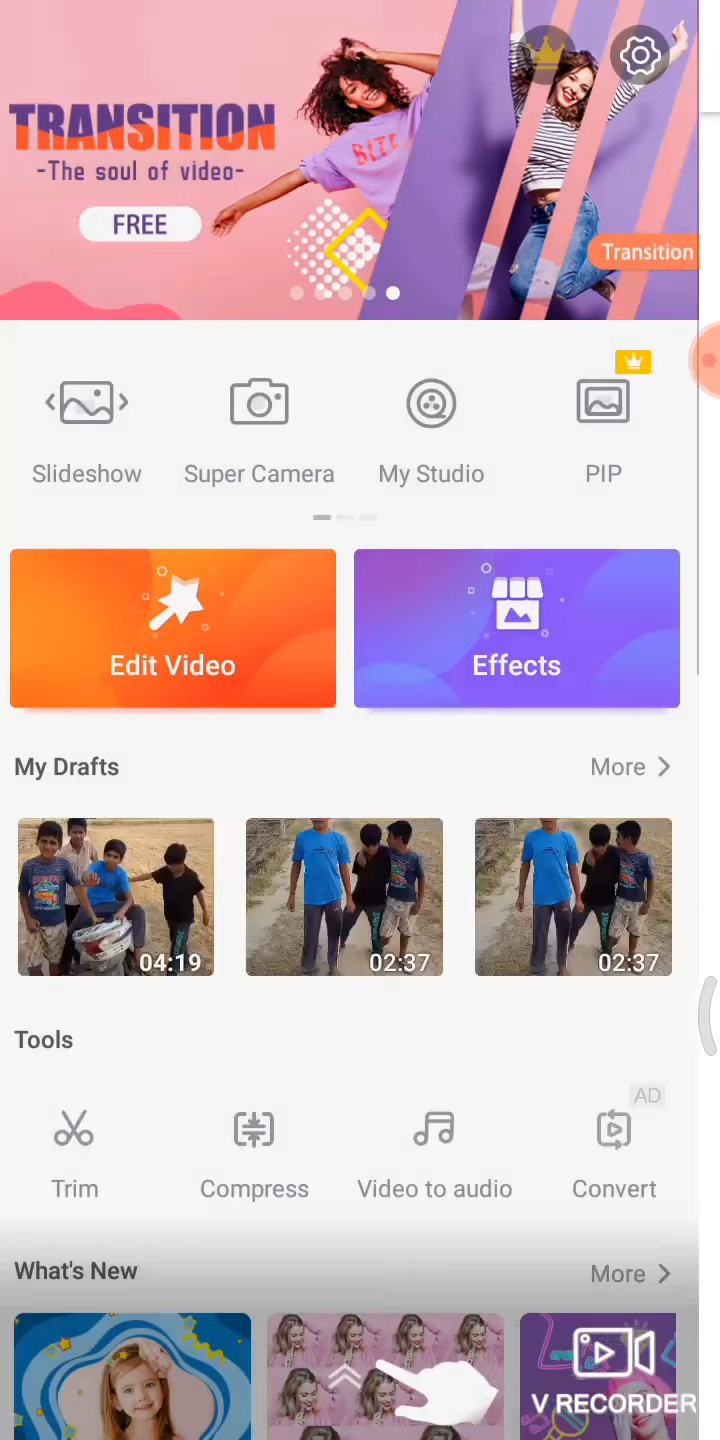 TRANSITION
-The soul of video-
FREE
BITE
Transition
Slideshow
Super Camera
My Studio
PIP
Edit Video
Effects
My Drafts
More
04:19
02:37
02:37
Tools
AD
Trim
Compress
Video to audio
Convert
What's New
More
V RECORDER